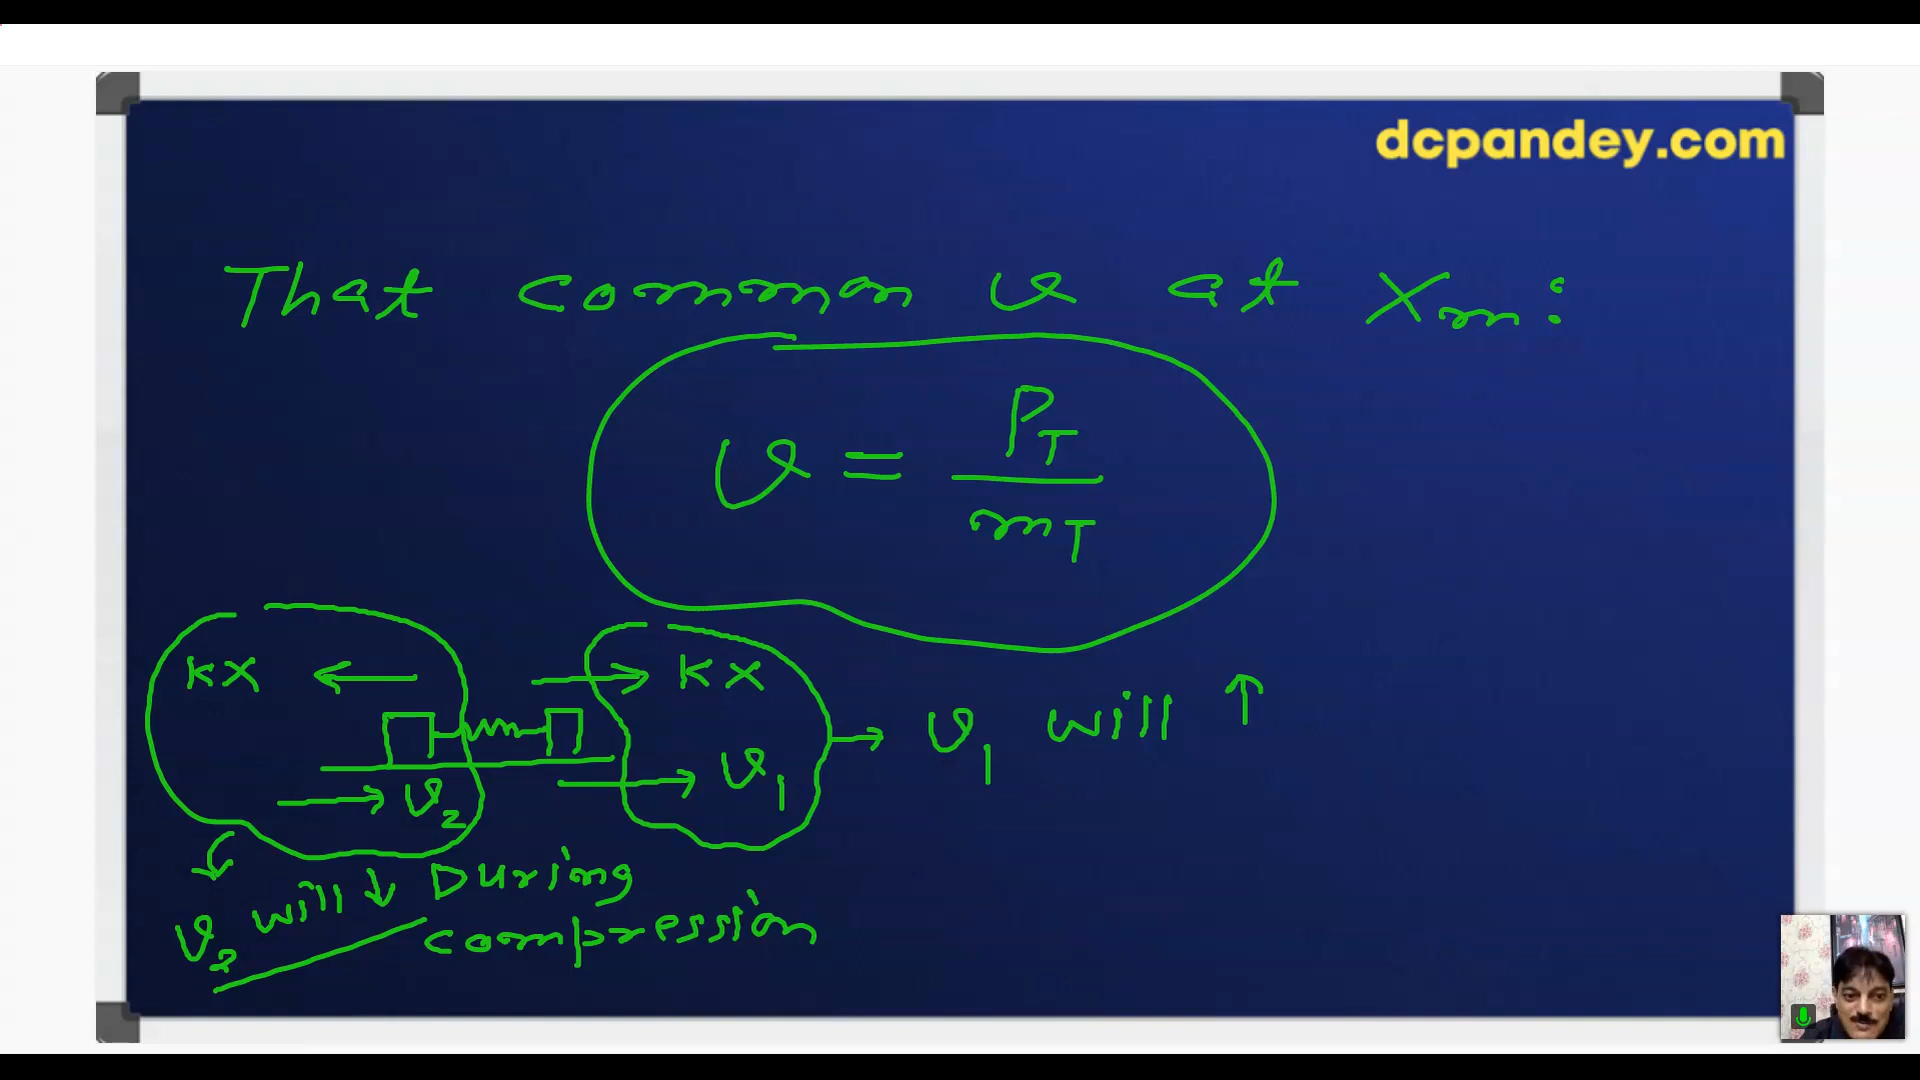 dcpandey.com
That common v at Xm:
v = PT / mT
kx ← → kx
→ v2 → v1 → v1 will ↑
v2 will ↓ During
compression